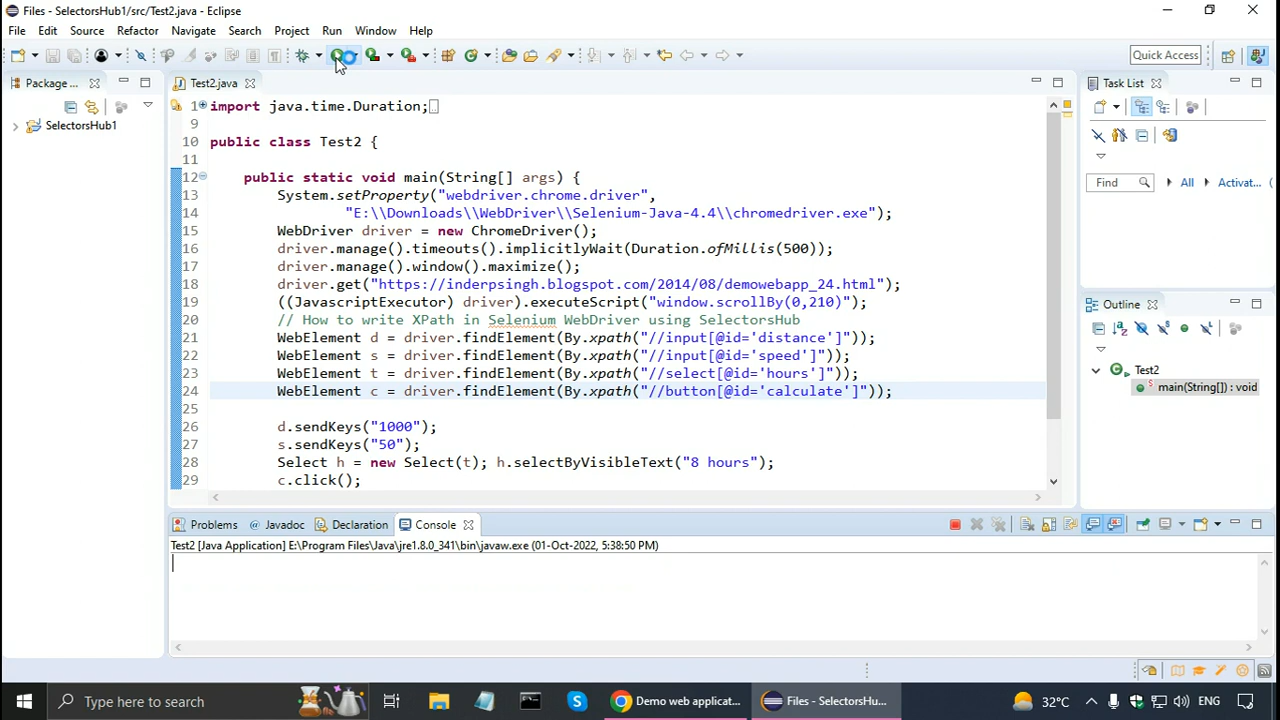 Files - SelectorsHub1/src/Test2.java - Eclipse
File Edit Source Refactor Navigate Search Project Run Window Help
Quick Access
Package...
Test2.java
Task List
SelectorsHub1
Find All Activat...
Outline
Test2
main(String[]) : void
1 import java.time.Duration;
9
10 public class Test2 {
11
12 public static void main(String[] args) {
13 System.setProperty("webdriver.chrome.driver",
14 "E:\\Downloads\\WebDriver\\Selenium-Java-4.4\\chromedriver.exe");
15 WebDriver driver = new ChromeDriver();
16 driver.manage().timeouts().implicitlyWait(Duration.ofMillis(500));
17 driver.manage().window().maximize();
18 driver.get("https://inderpsingh.blogspot.com/2014/08/demowebapp_24.html");
19 ((JavascriptExecutor) driver).executeScript("window.scrollBy(0,210)");
20 // How to write XPath in Selenium WebDriver using SelectorsHub
21 WebElement d = driver.findElement(By.xpath("//input[@id='distance']"));
22 WebElement s = driver.findElement(By.xpath("//input[@id='speed']"));
23 WebElement t = driver.findElement(By.xpath("//select[@id='hours']"));
24 WebElement c = driver.findElement(By.xpath("//button[@id='calculate']"));
25
26 d.sendKeys("1000");
27 s.sendKeys("50");
28 Select h = new Select(t); h.selectByVisibleText("8 hours");
29 c.click();
Problems Javadoc Declaration Console
Test2 [Java Application] E:\Program Files\Java\jre1.8.0_341\bin\javaw.exe (01-Oct-2022, 5:38:50 PM)
Type here to search
Demo web applicat...
Files - SelectorsHu...
32°C
ENG